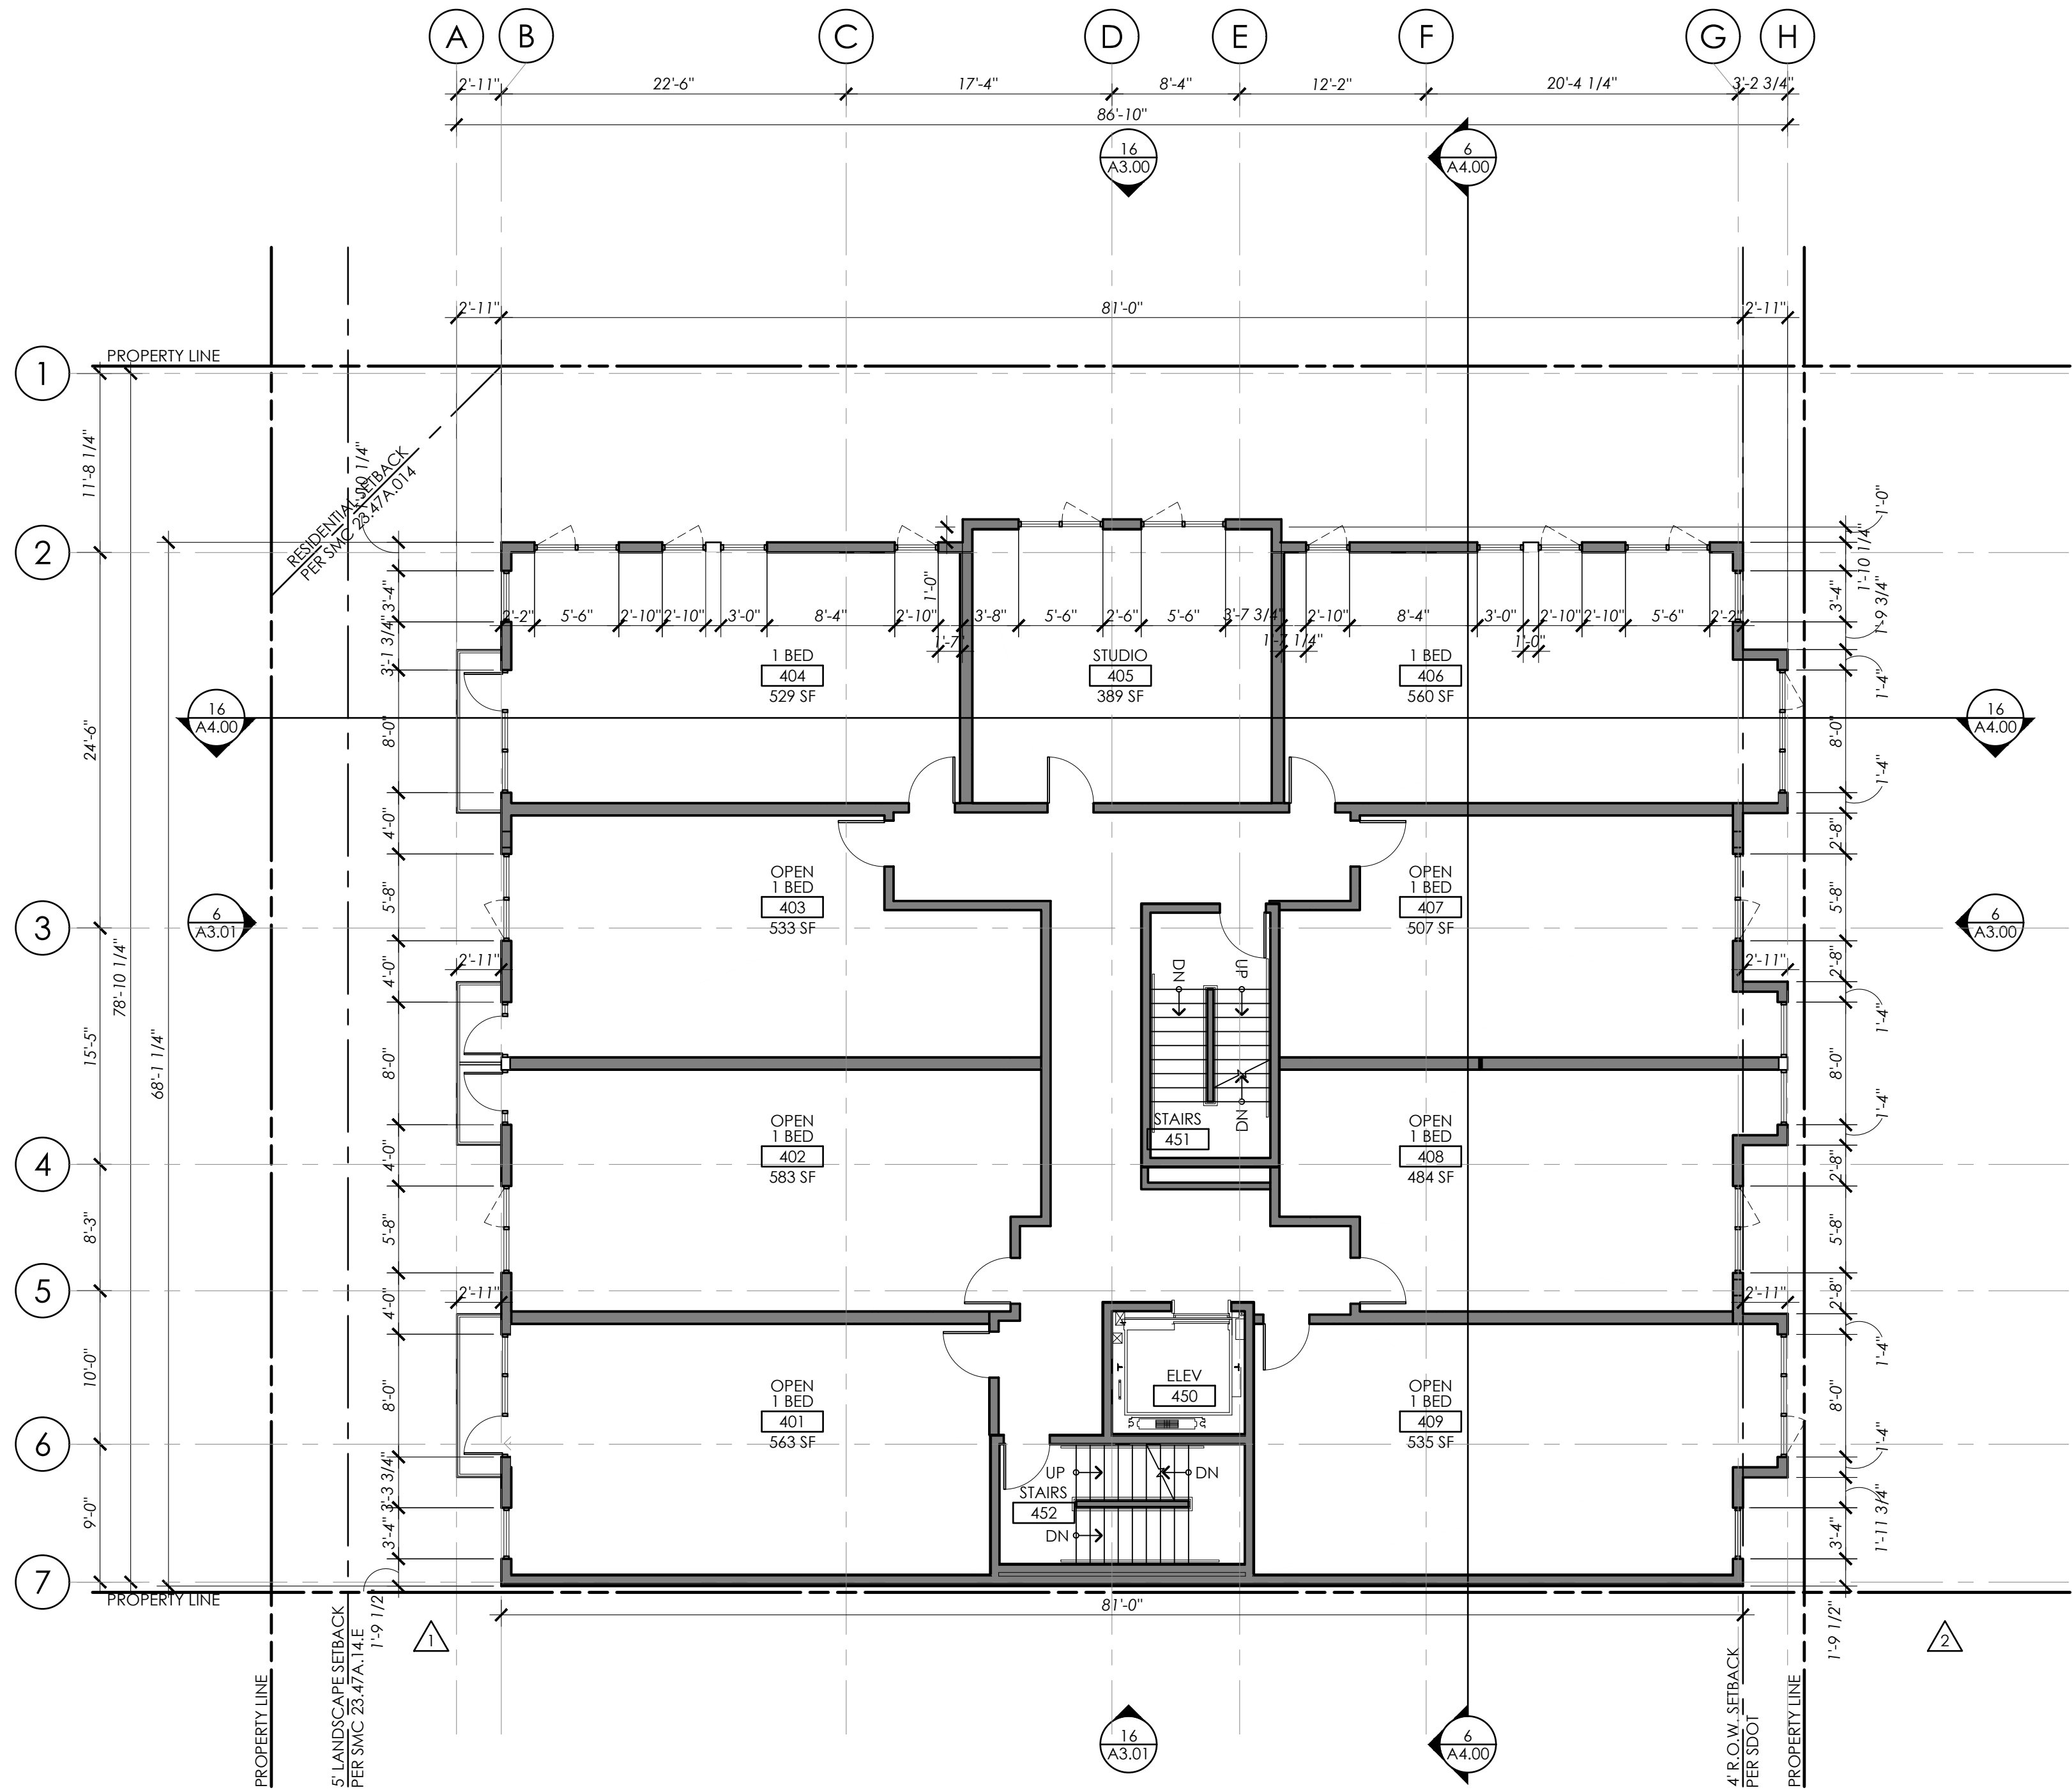 A B C D E F G H
2'-11" 22'-6" 17'-4" 8'-4" 12'-2" 20'-4 1/4" 3'-2 3/4"
86'-10"
16
A3.00
6
A4.00
2'-11" 81'-0" 2'-11"
PROPERTY LINE
1
2
3
4
5
6
7
11'-8 1/4"
24'-6"
15'-5"
8'-3"
10'-0"
9'-0"
78'-10 1/4"
68'-1 1/4"
RESIDENTIAL SETBACK
PER SMC 23.47A.014
3'-4"
3'-1 3/4"
8'-0"
4'-0"
5'-8"
4'-0"
8'-0"
4'-0"
5'-8"
4'-0"
8'-0"
3'-3 3/4"
3'-4"
1'-9 1/2"
2'-2" 5'-6" 2'-10" 2'-10" 3'-0" 8'-4" 2'-10" 3'-8" 5'-6" 2'-6" 5'-6" 3'-7 3/4" 2'-10" 8'-4" 3'-0" 2'-10" 2'-10" 5'-6" 2'-2"
1'-0"
1'-7"
1'-7 1/4"
1'-0"
1'-0"
1'-10 1/4"
3'-4"
1'-9 3/4"
1'-4"
8'-0"
1'-4"
2'-8"
5'-8"
2'-8"
1'-4"
8'-0"
1'-4"
2'-8"
5'-8"
2'-8"
1'-4"
8'-0"
1'-4"
1'-11 3/4"
3'-4"
1'-9 1/2"
1 BED
404
529 SF
STUDIO
405
389 SF
1 BED
406
560 SF
16
A4.00
16
A4.00
OPEN
1 BED
403
533 SF
OPEN
1 BED
407
507 SF
6
A3.01
6
A3.00
2'-11"
2'-11"
DN
UP
DN
STAIRS
451
OPEN
1 BED
402
583 SF
OPEN
1 BED
408
484 SF
2'-11"
2'-11"
ELEV
450
OPEN
1 BED
401
563 SF
OPEN
1 BED
409
535 SF
UP
DN
STAIRS
452
DN
PROPERTY LINE
81'-0"
1
2
PROPERTY LINE
5' LANDSCAPE SETBACK
PER SMC 23.47A.14.E
16
A3.01
6
A4.00
4' R.O.W. SETBACK
PER SDOT
PROPERTY LINE